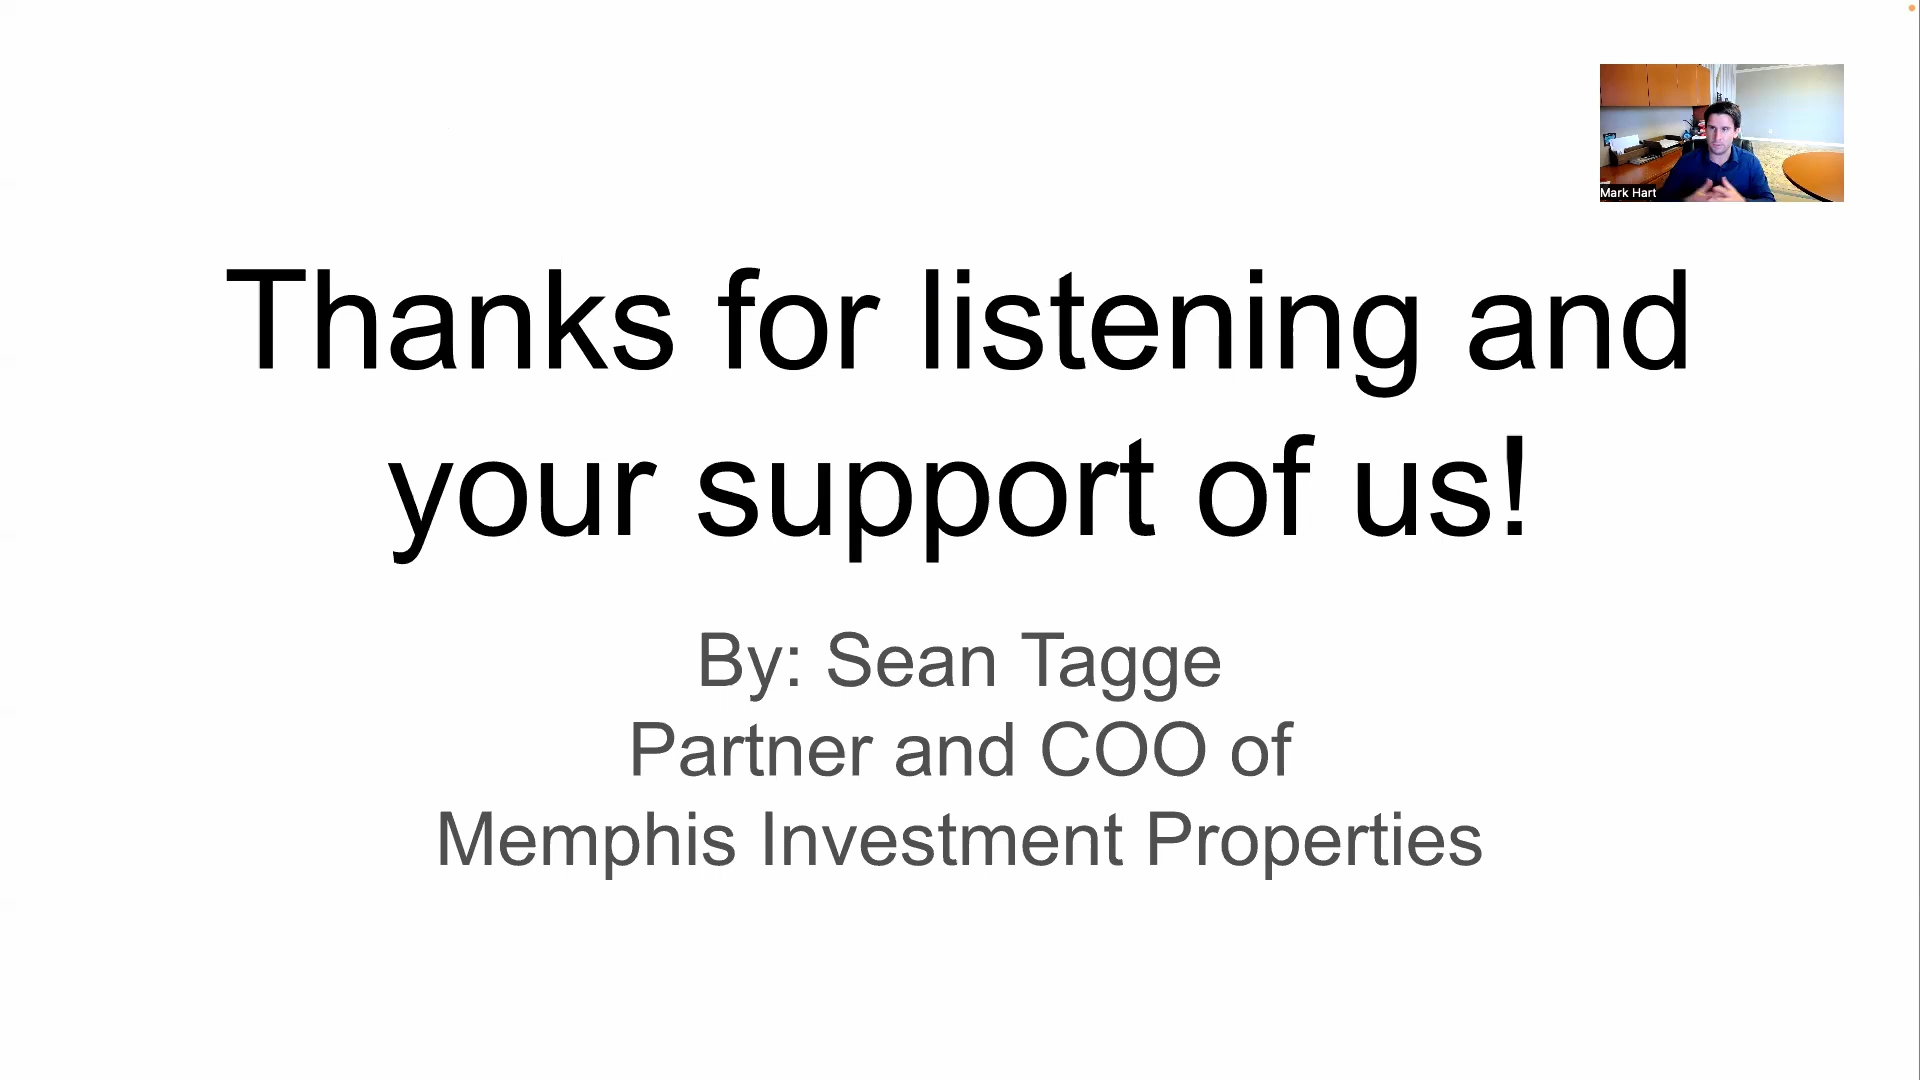 Mark Hart
Thanks for listening and
your support of us!
By: Sean Tagge
Partner and COO of
Memphis Investment Properties